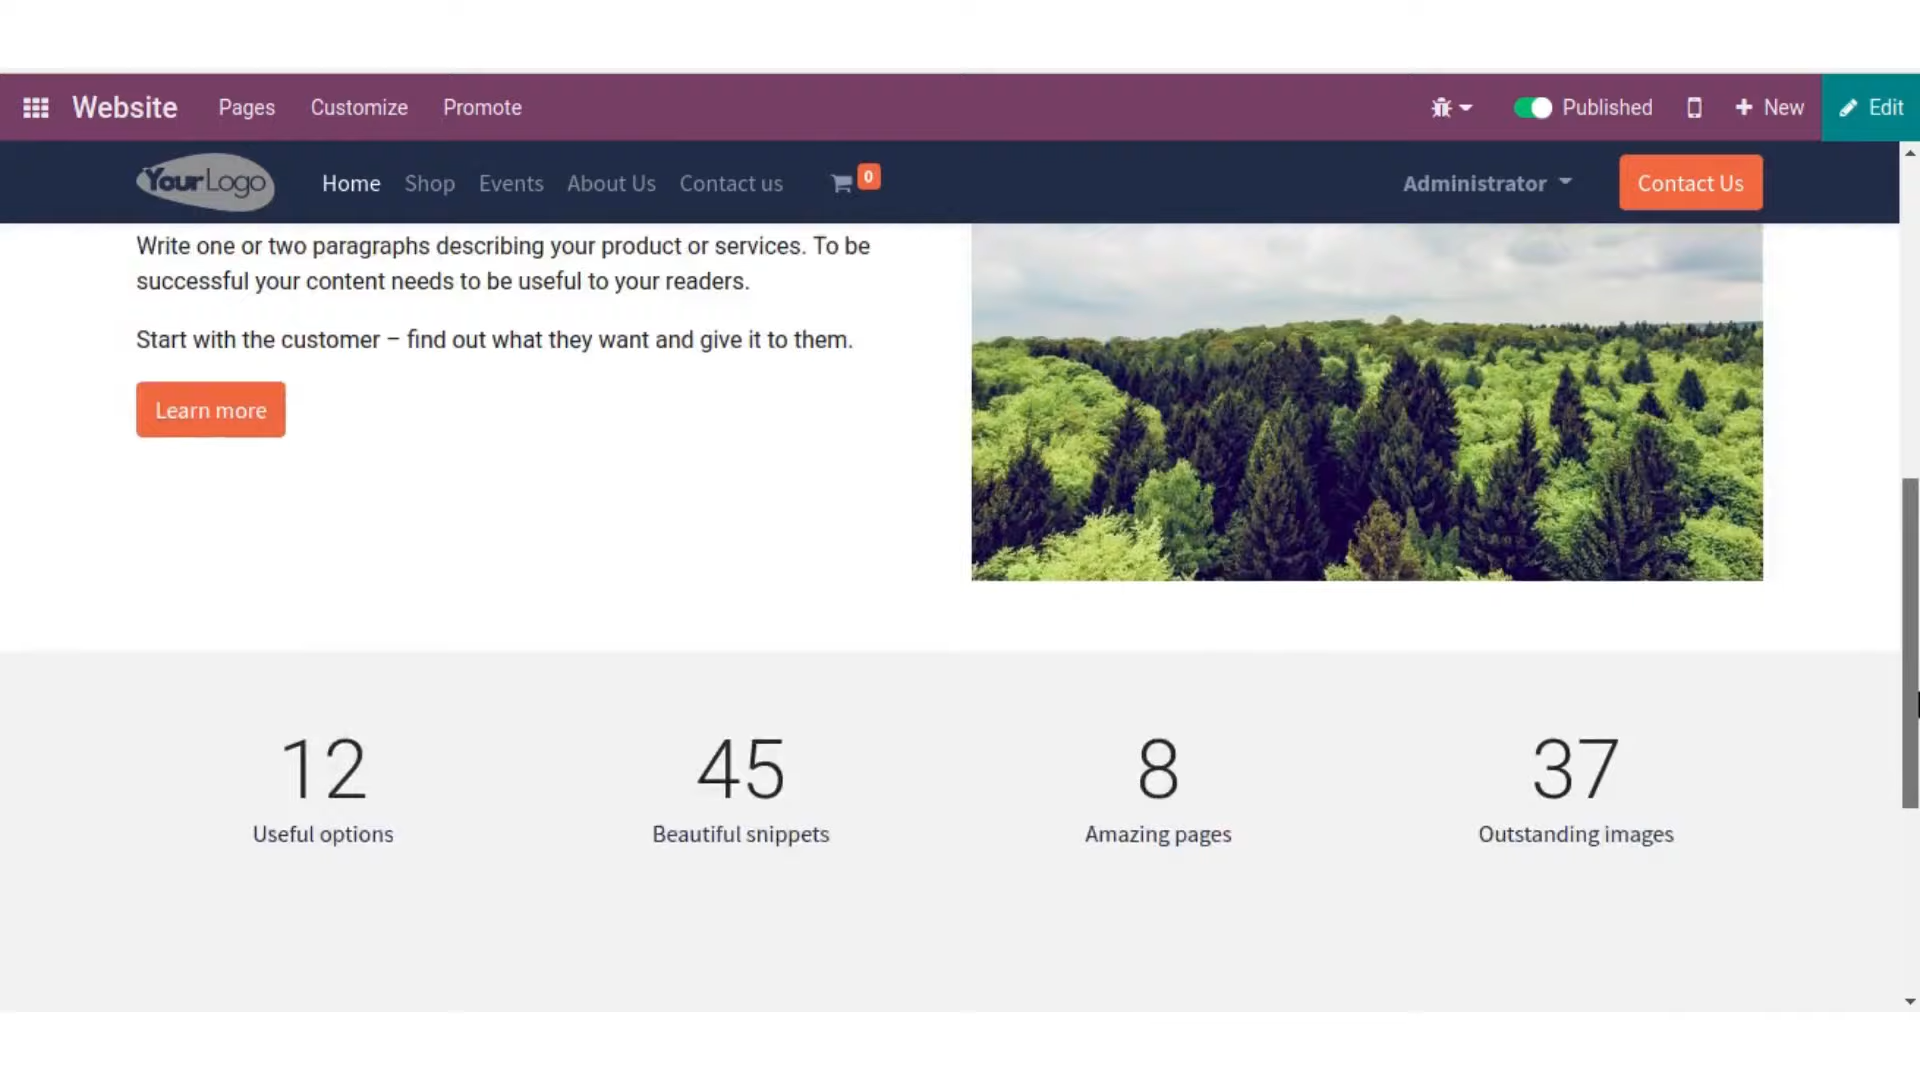 Website Pages Customize Promote Published New Edit
YourLogo Home Shop Events About Us Contact us 0 Administrator Contact Us
Write one or two paragraphs describing your product or services. To be
successful your content needs to be useful to your readers.
Start with the customer – find out what they want and give it to them.
Learn more
12 45 8 37
Useful options Beautiful snippets Amazing pages Outstanding images